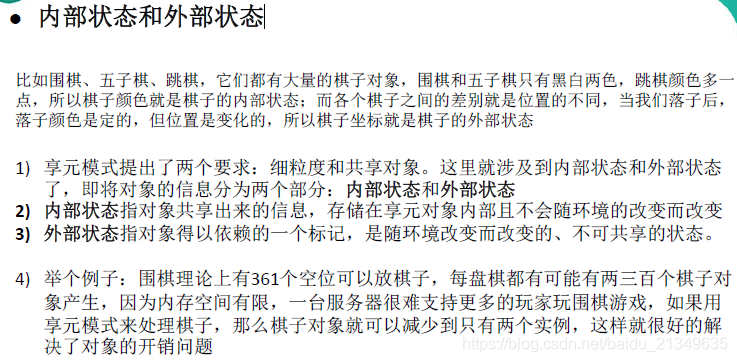 ● 内部状态和外部状态
比如围棋、五子棋、跳棋，它们都有大量的棋子对象，围棋和五子棋只有黑白两色，跳棋颜色多一
点，所以棋子颜色就是棋子的内部状态；而各个棋子之间的差别就是位置的不同，当我们落子后，
落子颜色是定的，但位置是变化的，所以棋子坐标就是棋子的外部状态
1) 享元模式提出了两个要求：细粒度和共享对象。这里就涉及到内部状态和外部状态
了，即将对象的信息分为两个部分：内部状态和外部状态
2) 内部状态指对象共享出来的信息，存储在享元对象内部且不会随环境的改变而改变
3) 外部状态指对象得以依赖的一个标记，是随环境改变而改变的、不可共享的状态。
4) 举个例子：围棋理论上有361个空位可以放棋子，每盘棋都有可能有两三百个棋子对
象产生，因为内存空间有限，一台服务器很难支持更多的玩家玩围棋游戏，如果用
享元模式来处理棋子，那么棋子对象就可以减少到只有两个实例，这样就很好的解
决了对象的开销问题
https://blog.csdn.net/baidu_21349635